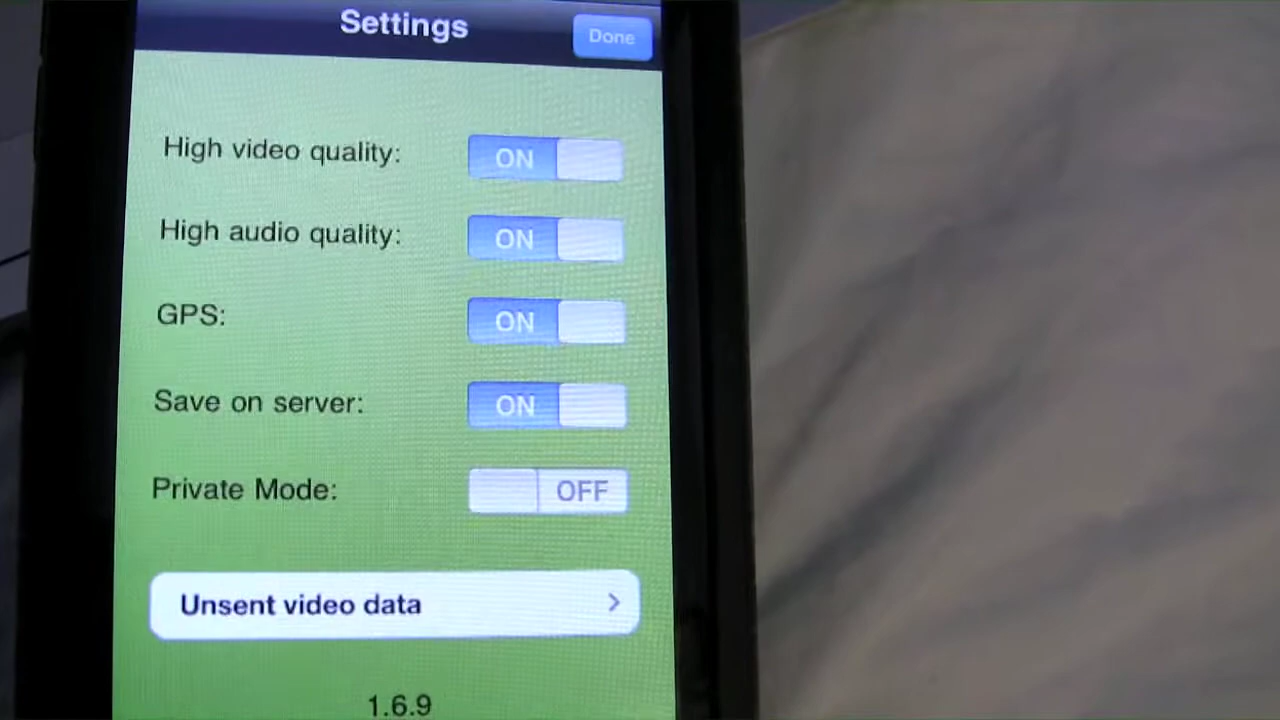 Settings
Done
High video quality:
ON
High audio quality:
ON
GPS:
ON
Save on server:
ON
Private Mode:
OFF
Unsent video data
1.6.9